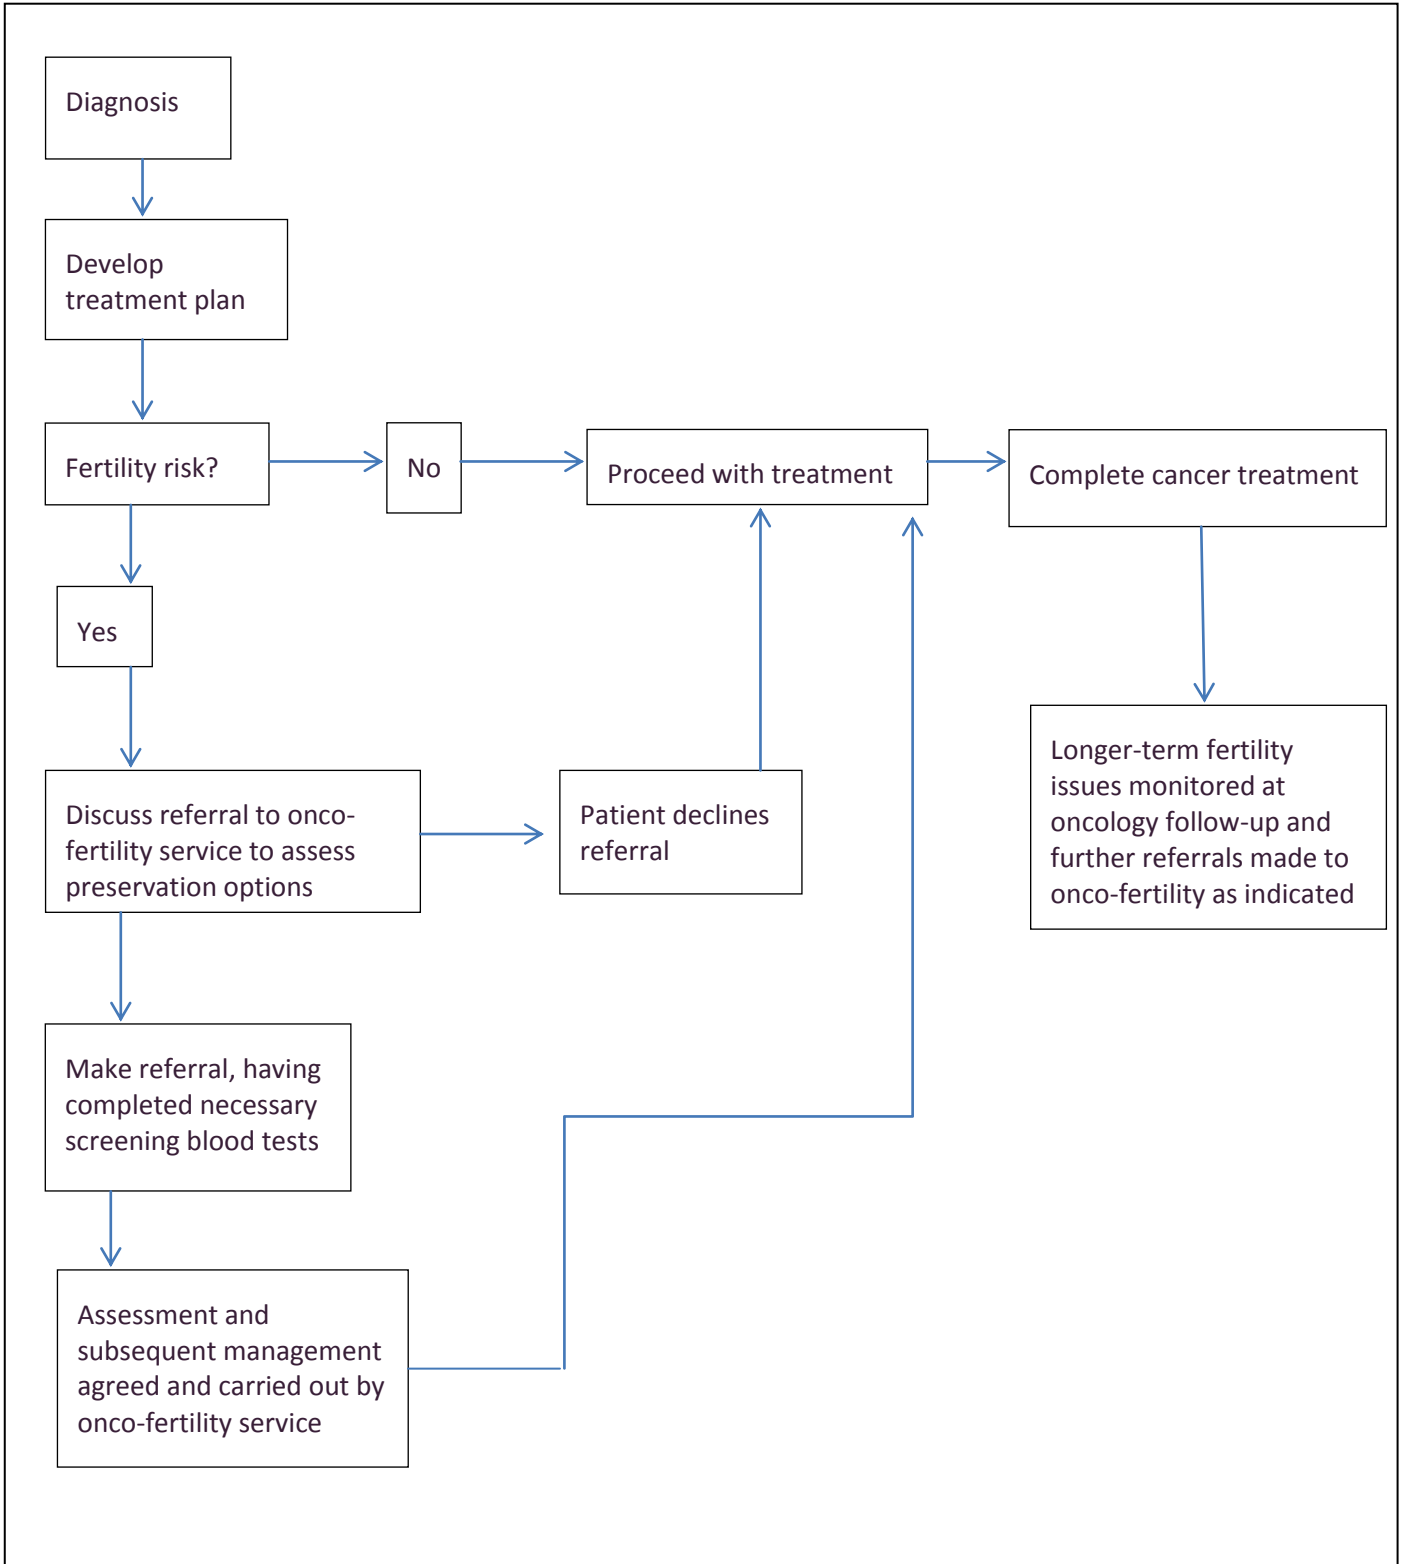 Diagnosis
Develop
treatment plan
Fertility risk?
No
Proceed with treatment
Complete cancer treatment
Yes
Discuss referral to onco-
fertility service to assess
preservation options
Patient declines
referral
Longer-term fertility
issues monitored at
oncology follow-up and
further referrals made to
onco-fertility as indicated
Make referral, having
completed necessary
screening blood tests
Assessment and
subsequent management
agreed and carried out by
onco-fertility service